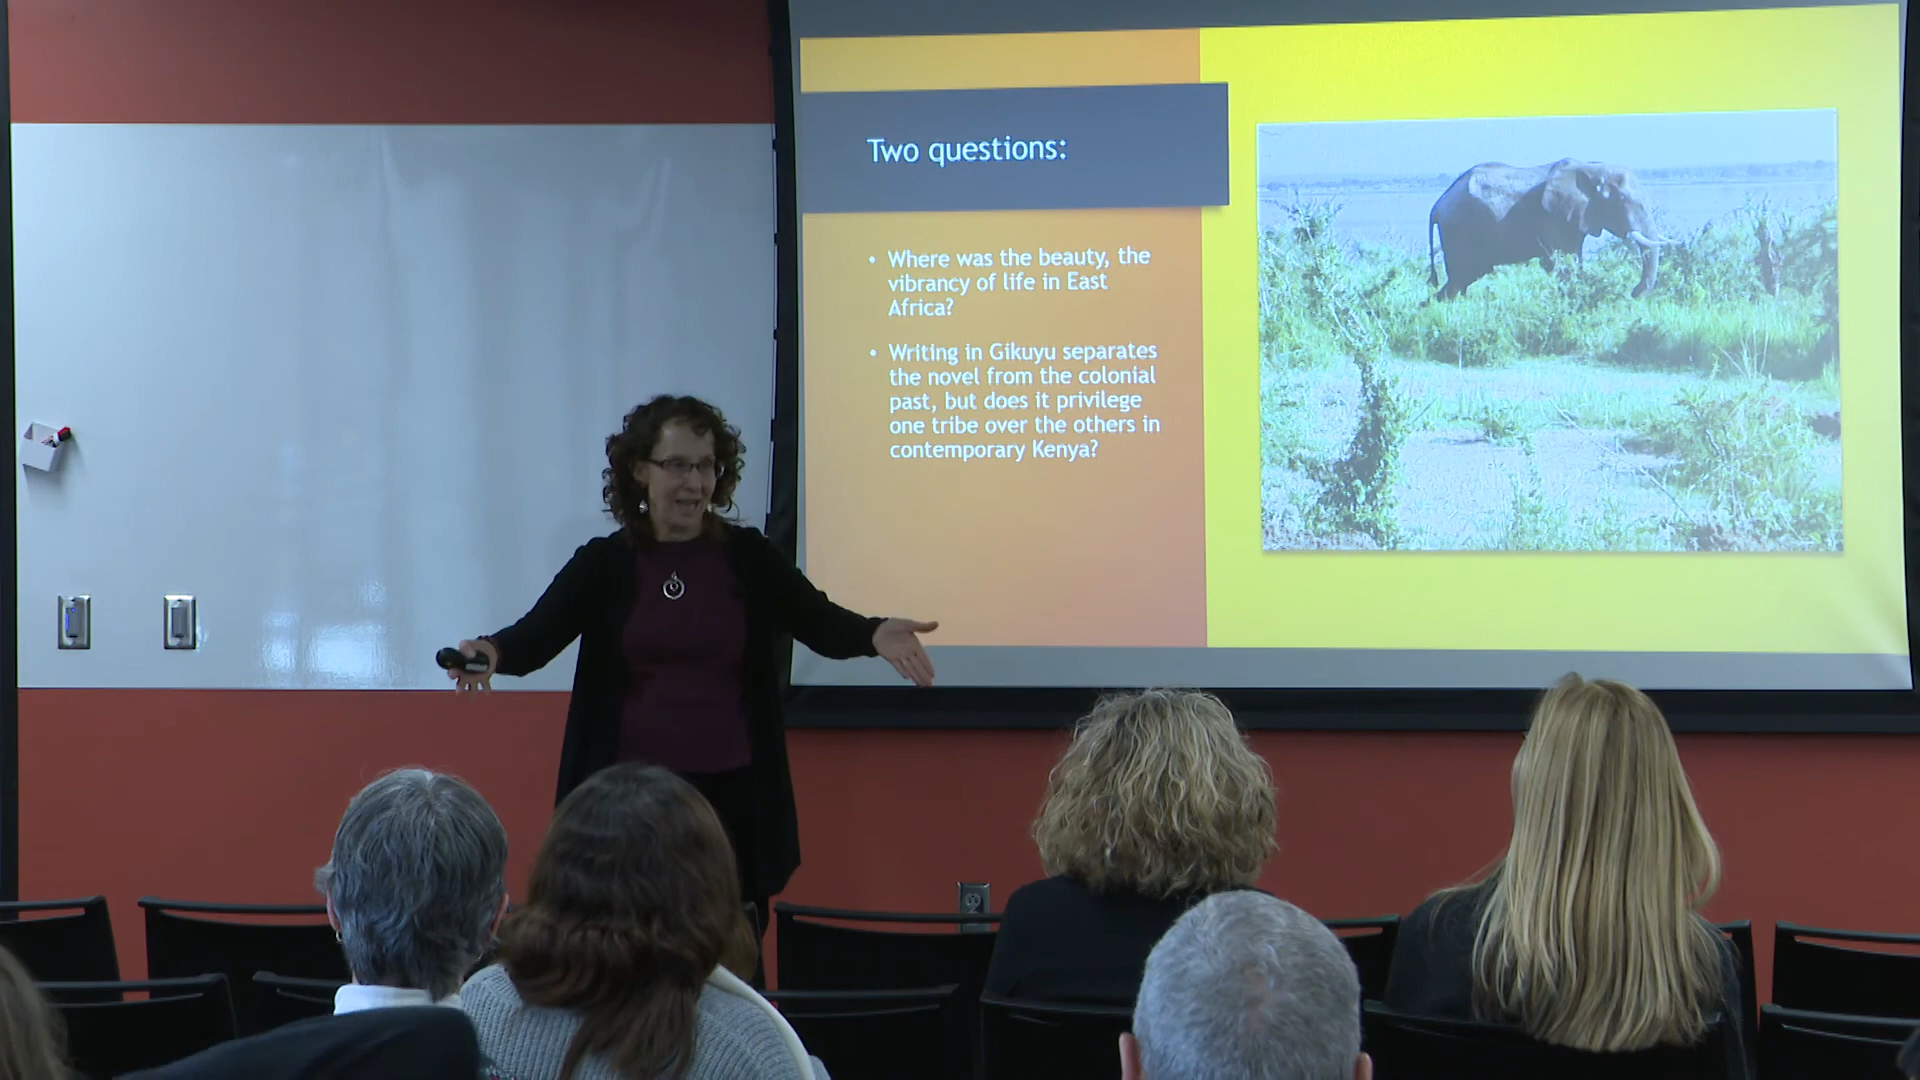 Two questions:
• Where was the beauty, the
vibrancy of life in East
Africa?
• Writing in Gikuyu separates
the novel from the colonial
past, but does it privilege
one tribe over the others in
contemporary Kenya?